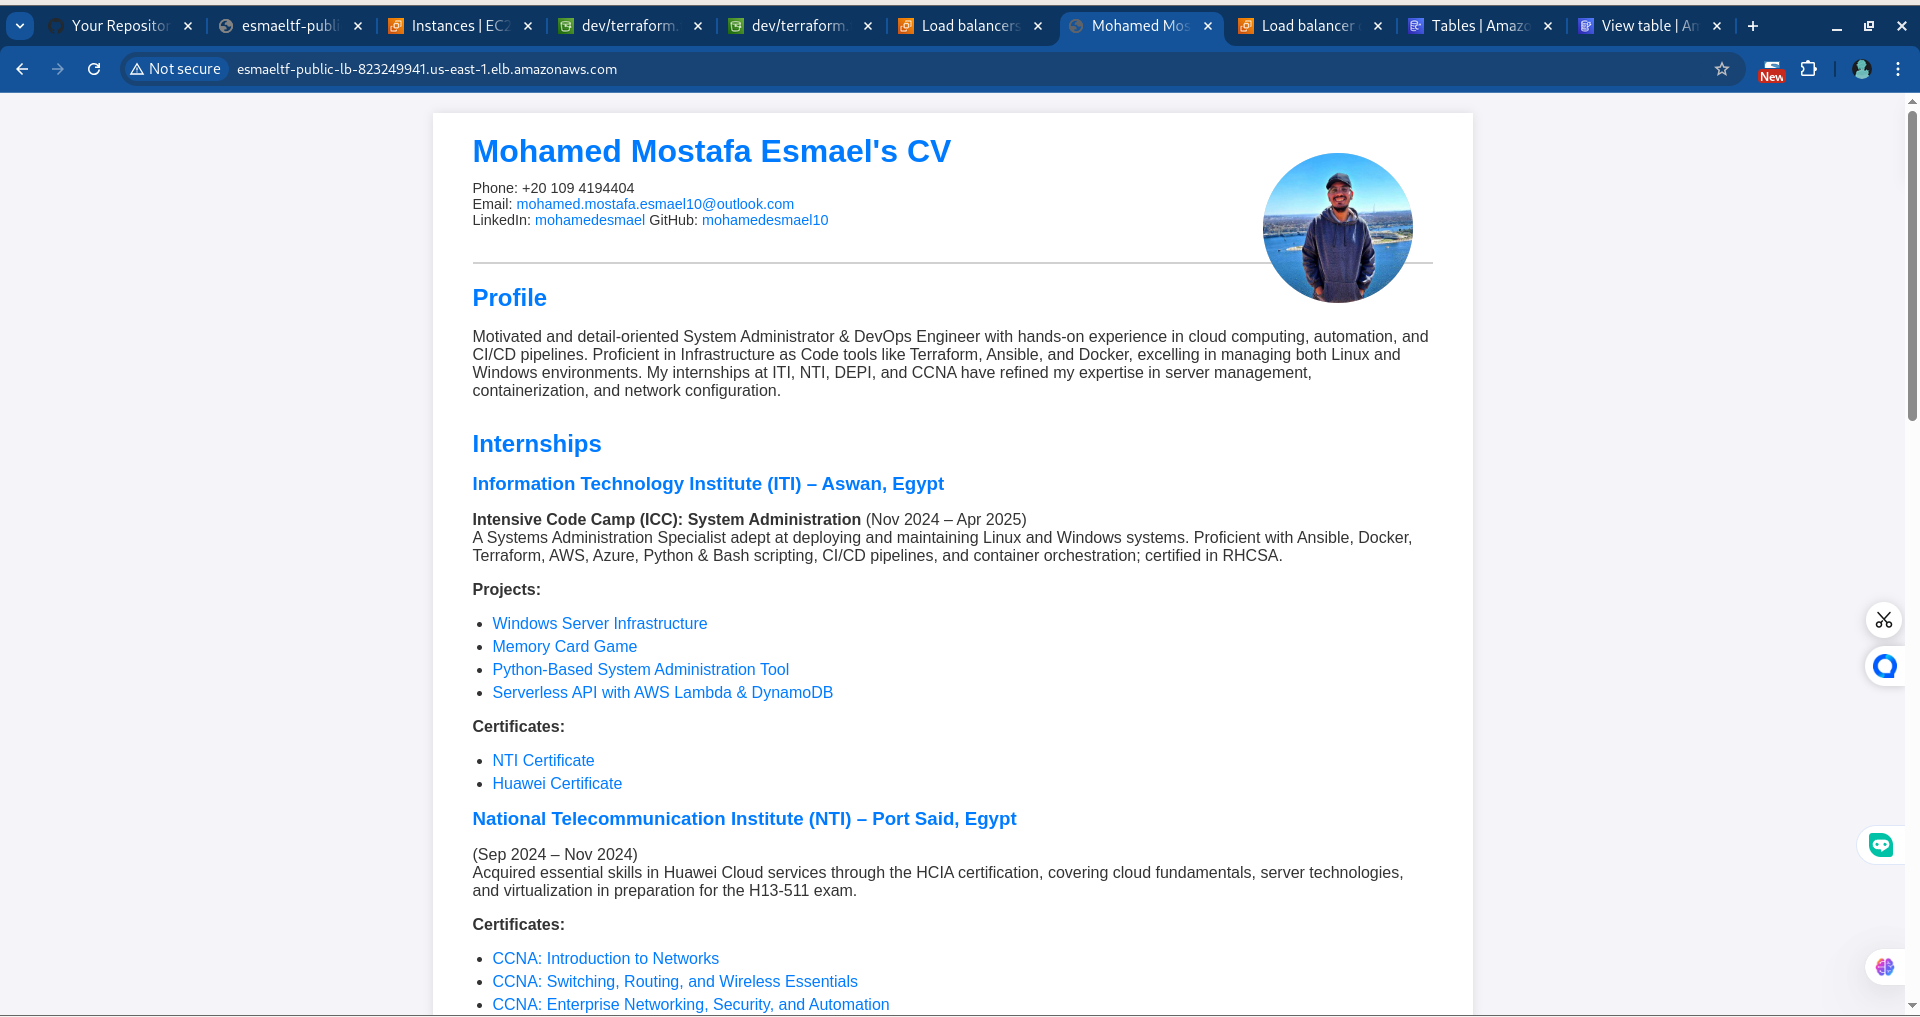 Your Repositor
esmaeltf-publi
Instances | EC2
dev/terraform.
dev/terraform.
Load balancers
Mohamed Mos
Load balancer
Tables | Amazo
View table | Am
Not secure
esmaeltf-public-lb-823249941.us-east-1.elb.amazonaws.com
New
Mohamed Mostafa Esmael's CV
Phone: +20 109 4194404
Email: mohamed.mostafa.esmael10@outlook.com
LinkedIn: mohamedesmael GitHub: mohamedesmael10
Profile
Motivated and detail-oriented System Administrator & DevOps Engineer with hands-on experience in cloud computing, automation, and
CI/CD pipelines. Proficient in Infrastructure as Code tools like Terraform, Ansible, and Docker, excelling in managing both Linux and
Windows environments. My internships at ITI, NTI, DEPI, and CCNA have refined my expertise in server management,
containerization, and network configuration.
Internships
Information Technology Institute (ITI) – Aswan, Egypt
Intensive Code Camp (ICC): System Administration (Nov 2024 – Apr 2025)
A Systems Administration Specialist adept at deploying and maintaining Linux and Windows systems. Proficient with Ansible, Docker,
Terraform, AWS, Azure, Python & Bash scripting, CI/CD pipelines, and container orchestration; certified in RHCSA.
Projects:
Windows Server Infrastructure
Memory Card Game
Python-Based System Administration Tool
Serverless API with AWS Lambda & DynamoDB
Certificates:
NTI Certificate
Huawei Certificate
National Telecommunication Institute (NTI) – Port Said, Egypt
(Sep 2024 – Nov 2024)
Acquired essential skills in Huawei Cloud services through the HCIA certification, covering cloud fundamentals, server technologies,
and virtualization in preparation for the H13-511 exam.
Certificates:
CCNA: Introduction to Networks
CCNA: Switching, Routing, and Wireless Essentials
CCNA: Enterprise Networking, Security, and Automation